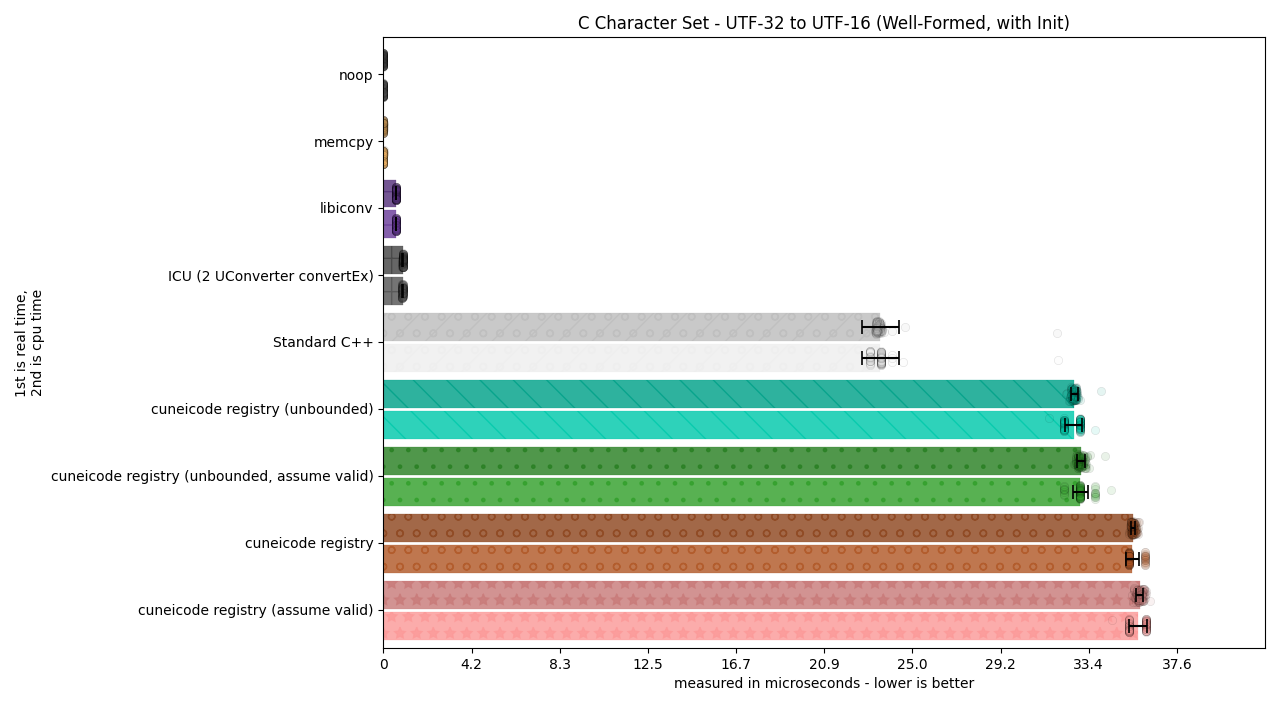 C Character Set - UTF-32 to UTF-16 (Well-Formed, with Init)
1st is real time,
2nd is cpu time
noop
memcpy
libiconv
ICU (2 UConverter convertEx)
Standard C++
cuneicode registry (unbounded)
cuneicode registry (unbounded, assume valid)
cuneicode registry
cuneicode registry (assume valid)
0 4.2 8.3 12.5 16.7 20.9 25.0 29.2 33.4 37.6
measured in microseconds - lower is better